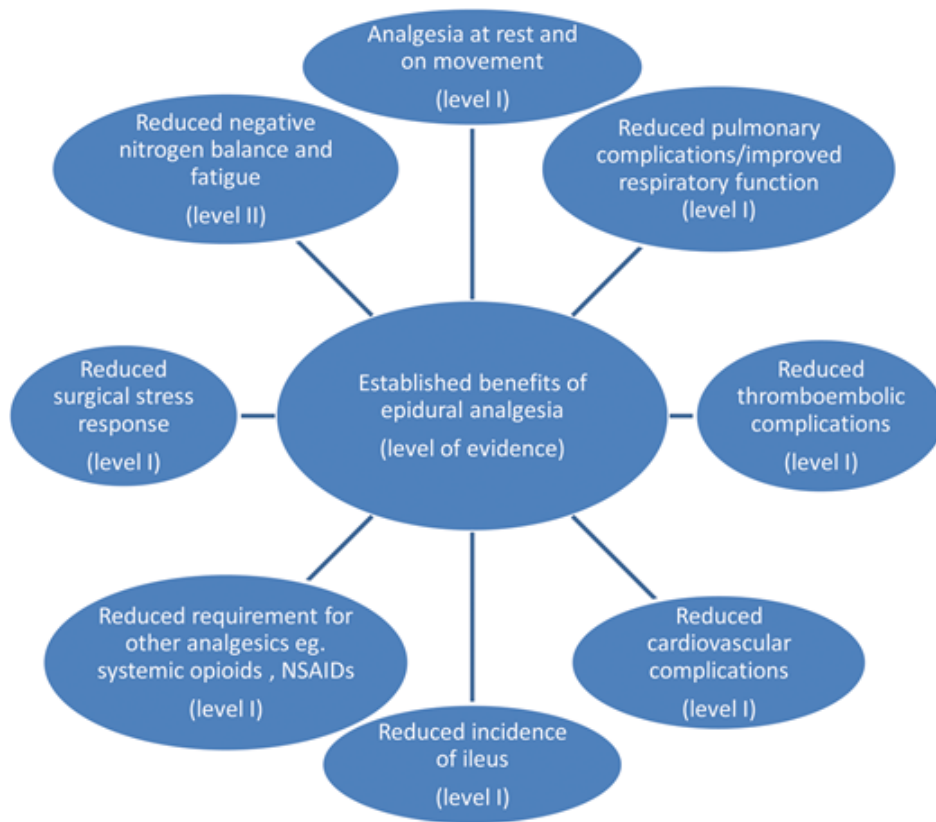 Analgesia at rest and
on movement
(level I)
Reduced pulmonary
complications/improved
respiratory function
(level I)
Reduced
thromboembolic
complications
(level I)
Reduced
cardiovascular
complications
(level I)
Reduced incidence
of ileus
(level I)
Reduced requirement for
other analgesics eg.
systemic opioids , NSAIDs
(level I)
Reduced
surgical stress
response
(level I)
Reduced negative
nitrogen balance and
fatigue
(level II)
Established benefits of
epidural analgesia
(level of evidence)